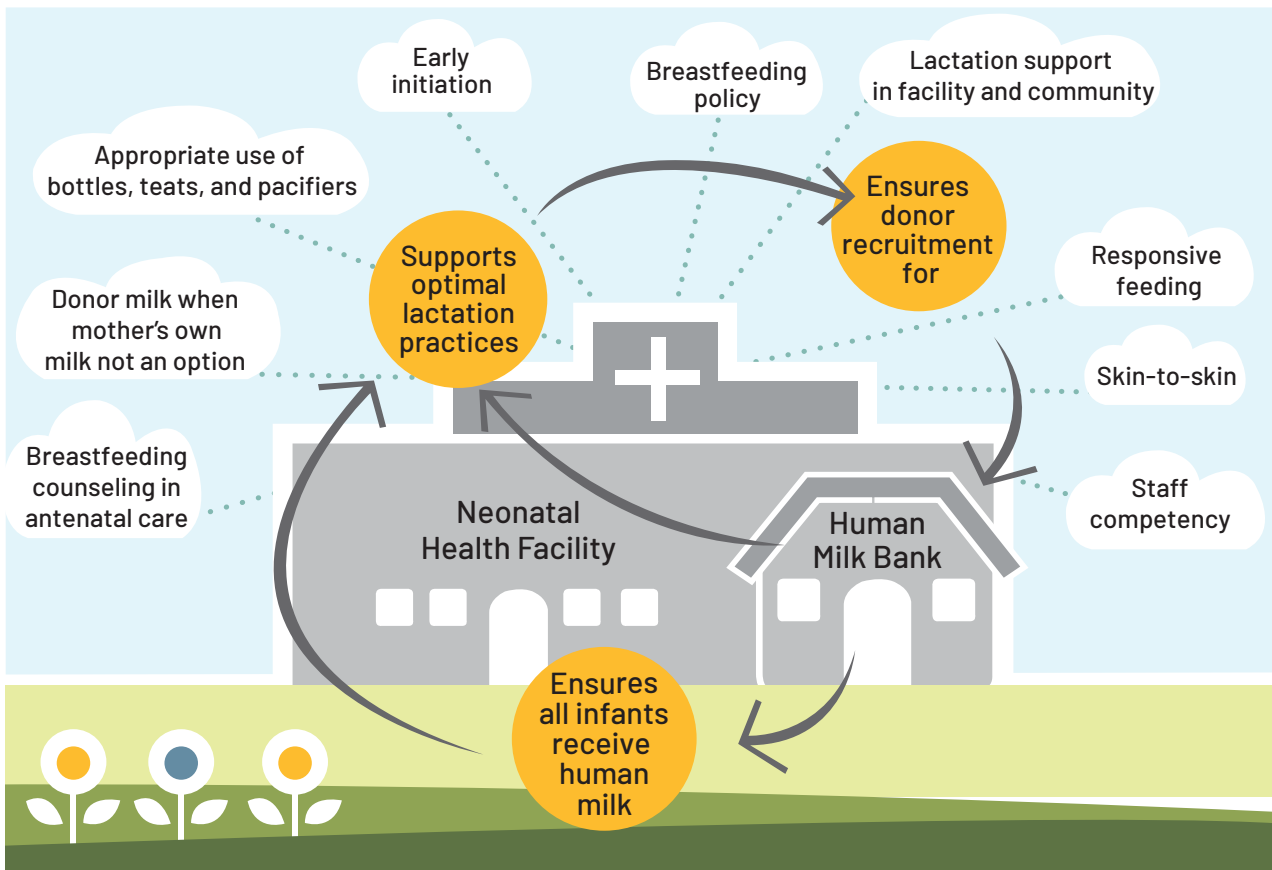 Early
initiation
Breastfeeding
policy
Lactation support
in facility and community
Appropriate use of
bottles, teats, and pacifiers
Ensures
donor
recruitment
for
Supports
optimal
lactation
practices
Responsive
feeding
Donor milk when
mother's own
milk not an option
Skin-to-skin
Breastfeeding
counseling in
antenatal care
Staff
competency
Neonatal
Health Facility
Human
Milk Bank
Ensures
all infants
receive
human
milk